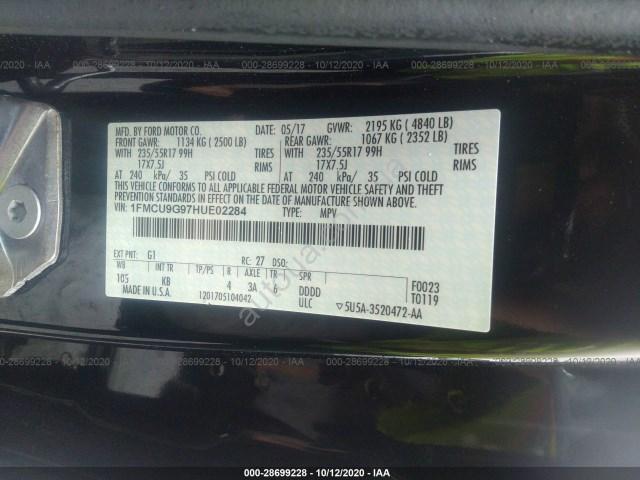 000-28699228 - 10/12/2020 - IAA
MFD. BY FORD MOTOR CO. DATE: 05/17 GVWR: 2195 KG ( 4840 LB)
FRONT GAWR: 1134 KG ( 2500 LB) REAR GAWR: 1067 KG ( 2352 LB)
WITH 235/55R17 99H TIRES WITH 235/55R17 99H TIRES
17X7.5J RIMS 17X7.5J RIMS
AT 240 kPa/ 35 PSI COLD AT 240 kPa/ 35 PSI COLD
THIS VEHICLE CONFORMS TO ALL APPLICABLE FEDERAL MOTOR VEHICLE SAFETY AND THEFT
PREVENTION STANDARDS IN EFFECT ON THE DATE OF MANUFACTURE SHOWN ABOVE.
VIN: 1FMCU9G97HUE02284 TYPE: MPV
EXT PNT: G1 RC: 27 DSO: F0023
WB INT TR TP/PS R AXLE TR SPR T0119
105 KB 4 3A 6 DDDD
MADE IN U.S.A. 1201705104042 ULC ▽5U5A-3520472-AA
autoua.com
000-28699228 - 10/12/2020 - IAA